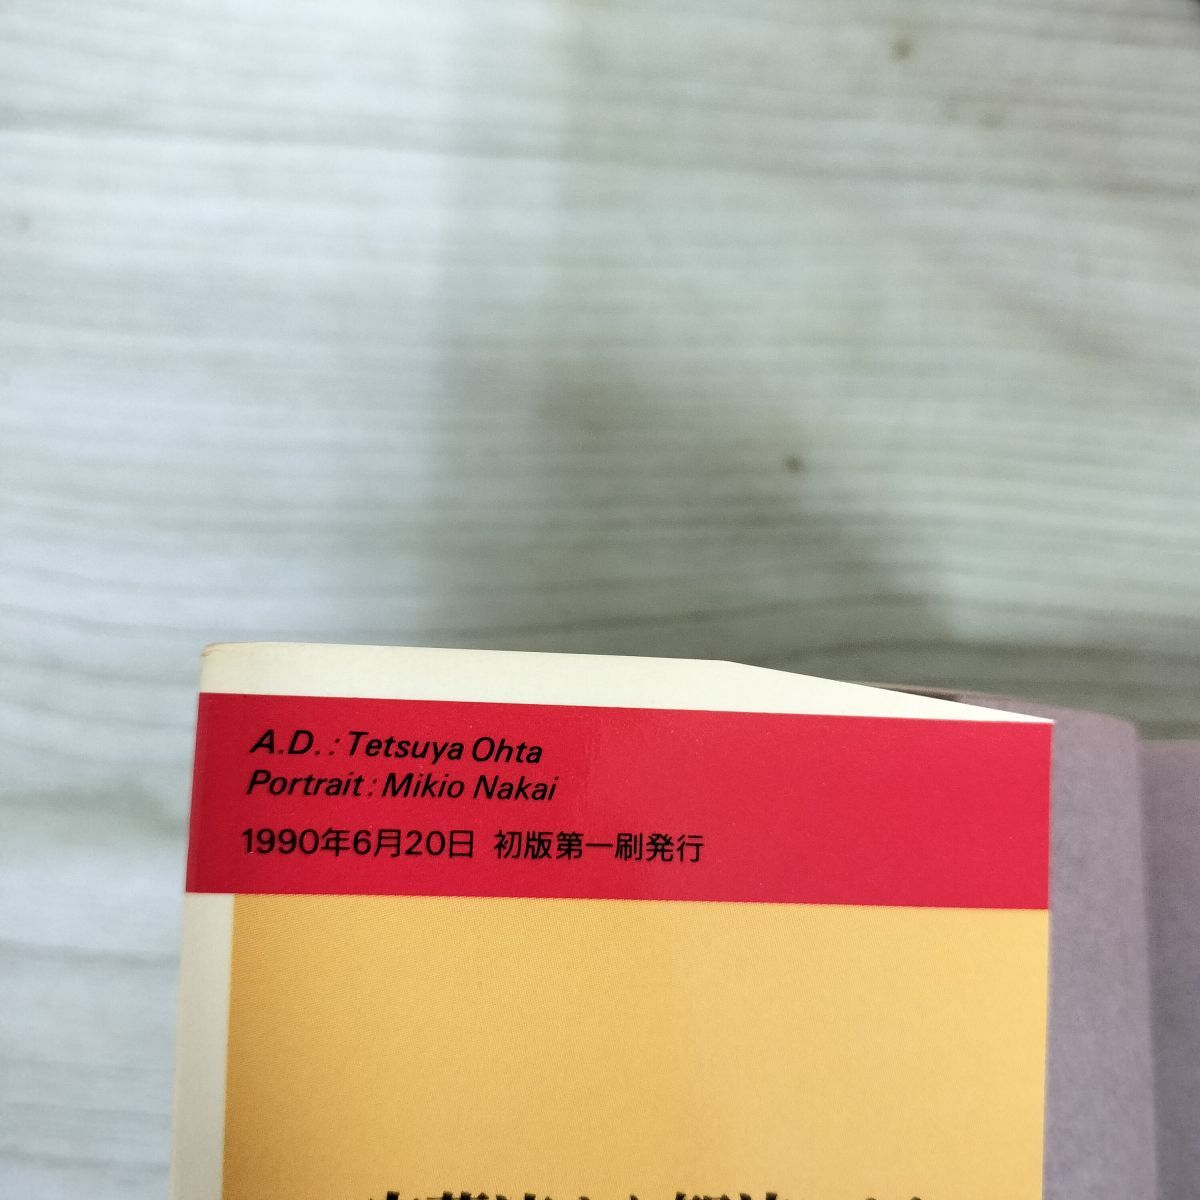 A.D.: Tetsuya Ohta
Portrait: Mikio Nakai
1990年6月20日 初版第一刷発行